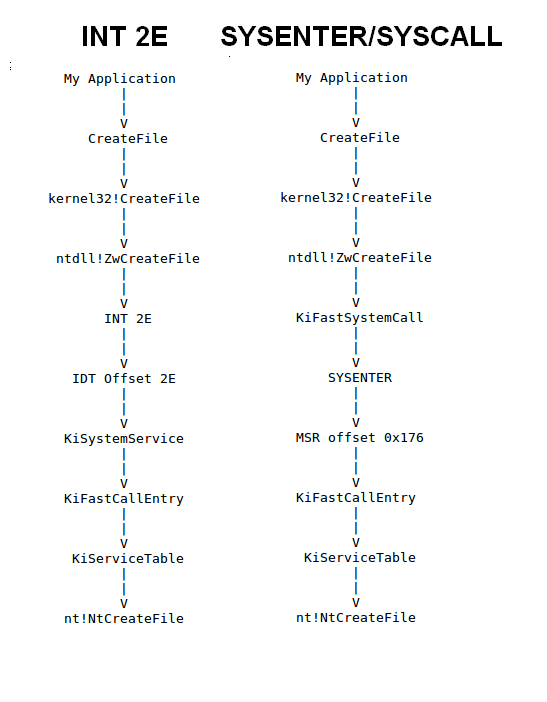 INT 2E SYSENTER/SYSCALL
My Application My Application
| |
| |
V V
CreateFile CreateFile
| |
| |
V V
kernel32!CreateFile kernel32!CreateFile
| |
| |
V V
ntdll!ZwCreateFile ntdll!ZwCreateFile
| |
| |
V V
INT 2E KiFastSystemCall
| |
| |
V V
IDT Offset 2E SYSENTER
| |
| |
V V
KiSystemService MSR offset 0x176
| |
| |
V V
KiFastCallEntry KiFastCallEntry
| |
| |
V V
KiServiceTable KiServiceTable
| |
| |
V V
nt!NtCreateFile nt!NtCreateFile